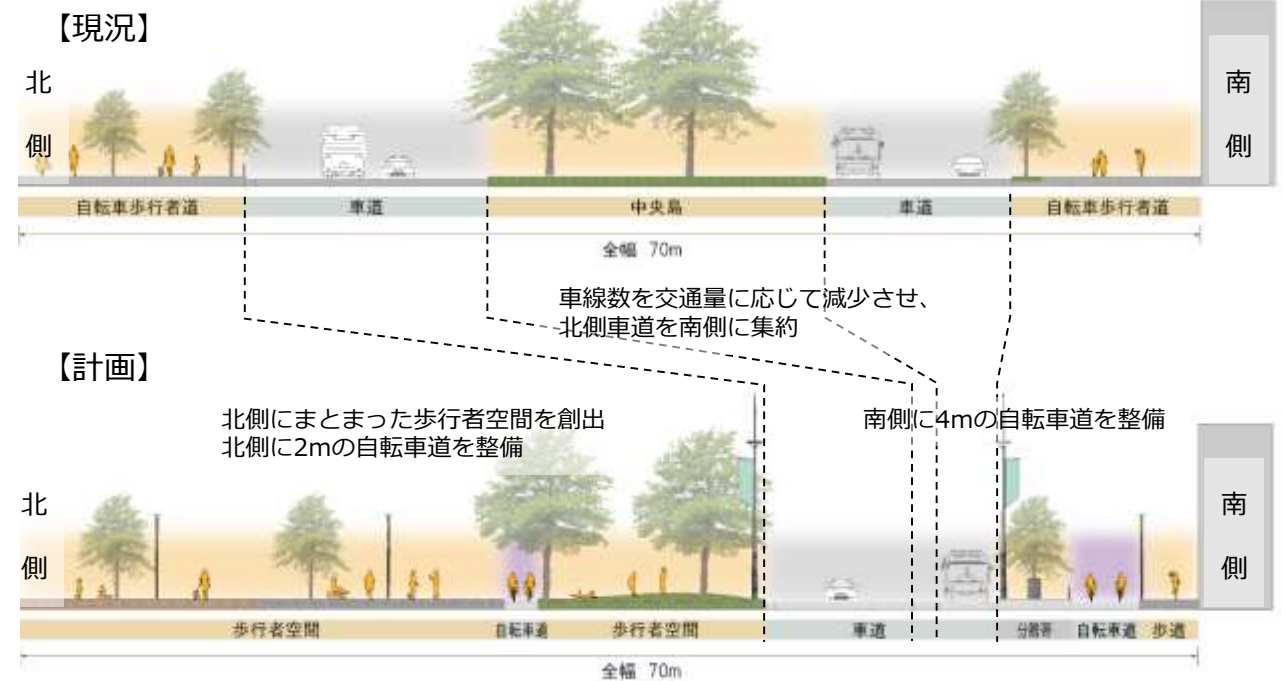 【現況】
北側
南側
自転車歩行者道
車道
中央島
車道
自転車歩行者道
全幅 70m
車線数を交通量に応じて減少させ、
北側車道を南側に集約
【計画】
北側にまとまった歩行者空間を創出
北側に2mの自転車道を整備
南側に4mの自転車道を整備
北側
南側
歩行者空間
自転車道
歩行者空間
車道
分離帯
自転車道
歩道
全幅 70m